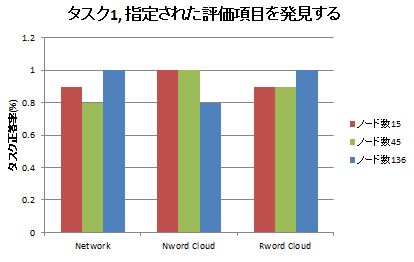 タスク1, 指定された評価項目を発見する
タスク正答率(%)
1.2
1
0.8
0.6
0.4
0.2
0
Network
Nword Cloud
Rword Cloud
ノード数15
ノード数45
ノード数136